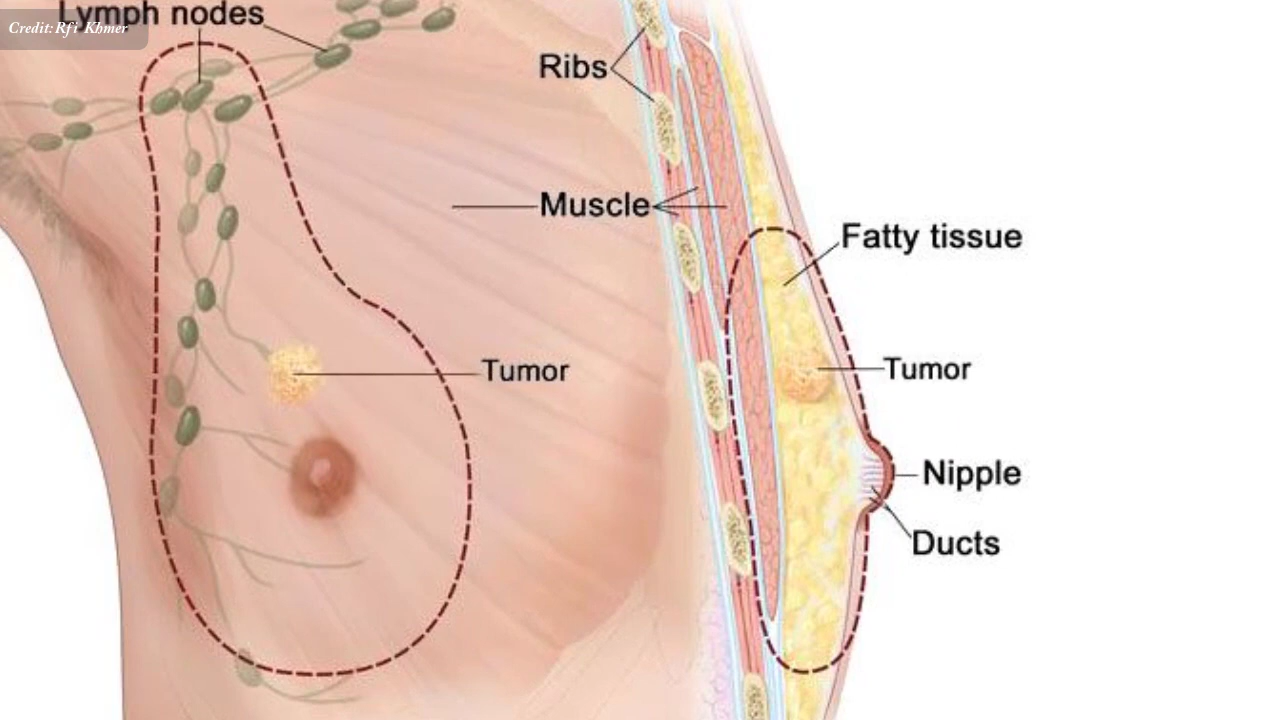 Lymph nodes
Credit:Rfi Khmer
Ribs
Muscle
Fatty tissue
Tumor
Tumor
Nipple
Ducts